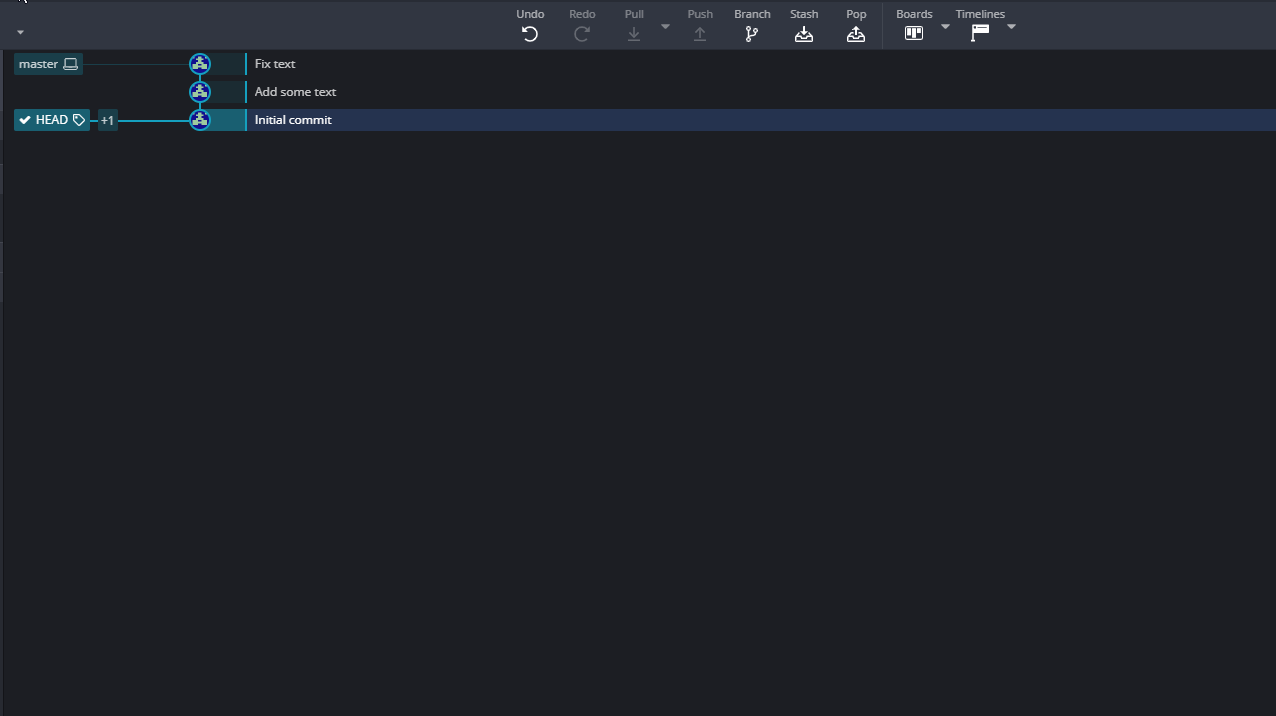 Undo Redo Pull Push Branch Stash Pop Boards Timelines
master Fix text
Add some text
HEAD +1 Initial commit